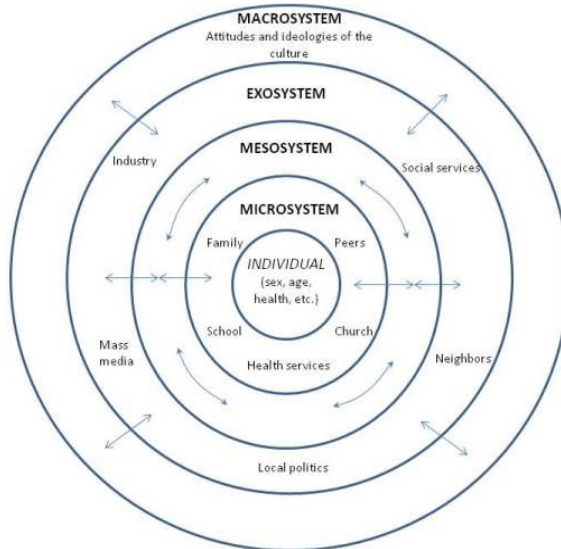 MACROSYSTEM
Attitudes and ideologies of the
culture
EXOSYSTEM
MESOSYSTEM
Industry
Social services
MICROSYSTEM
Family
Peers
INDIVIDUAL
(sex, age,
health, etc.)
School
Church
Mass
media
Health services
Neighbors
Local politics